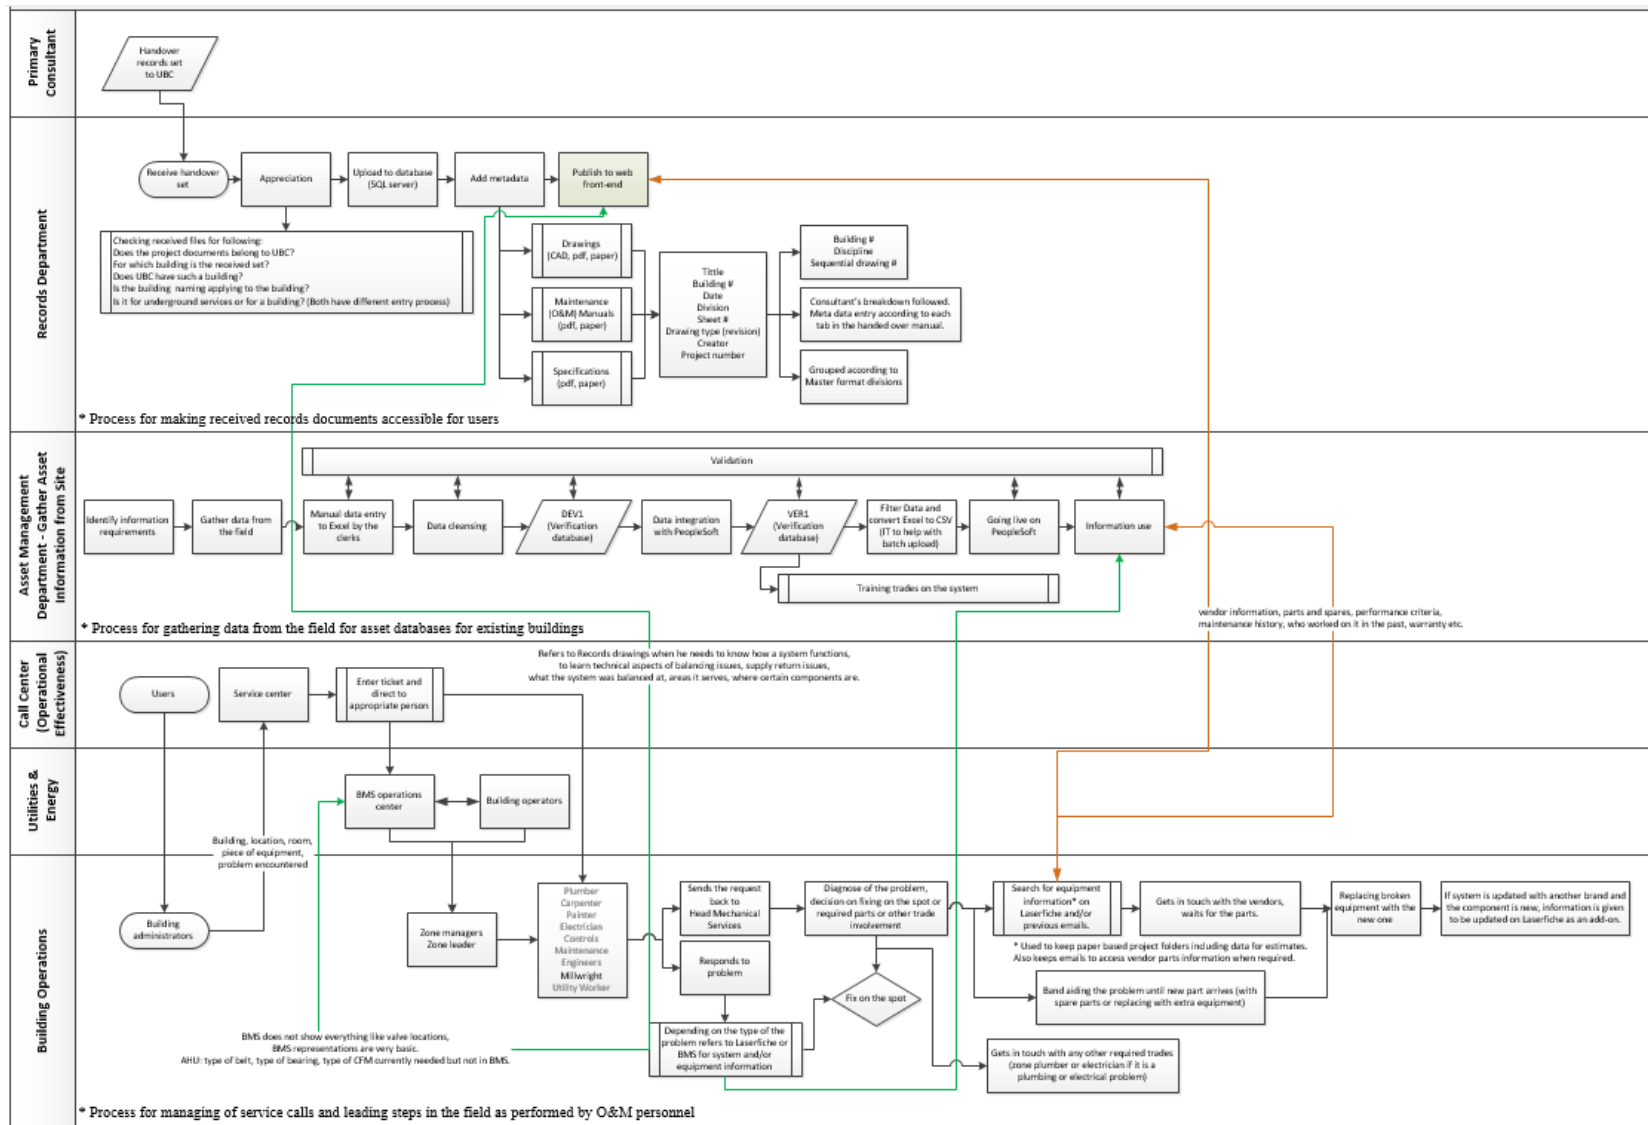 Primary
Consultant
Handover
records set
to UBC
Records Department
Receive handover
set
Appreciation
Upload to database
(SQL server)
Add metadata
Publish to web
front-end
Checking received files for following:
Does the project documents belong to UBC?
For which building is the received set?
Does UBC have such a building?
Is the building naming applying to the building?
Is it for underground services or for a building? (Both have different entry process)
Drawings
(CAD, pdf, paper)
Maintenance
(O&M) Manuals
(pdf, paper)
Specifications
(pdf, paper)
Tittle
Building #
Date
Division
Sheet #
Drawing type (revision)
Creator
Project number
Building #
Discipline
Sequential drawing #
Consultant's breakdown followed.
Meta data entry according to each
tab in the handed over manual.
Grouped according to
Master format divisions
* Process for making received records documents accessible for users
Asset Management
Department - Gather Asset
Information from Site
Validation
Identify information
requirements
Gather data from
the field
Manual data entry
to Excel by the
clerks
Data cleansing
DEV1
(Verification
database)
Data integration
with PeopleSoft
VER1
(Verification
database)
Filter Data and
convert Excel to CSV
(IT to help with
batch upload)
Going live on
PeopleSoft
Information use
Training trades on the system
vendor information, parts and spares, performance criteria,
maintenance history, who worked on it in the past, warranty etc.
* Process for gathering data from the field for asset databases for existing buildings
Call Center
(Operational
Effectiveness)
Refers to Records drawings when he needs to know how a system functions,
to learn technical aspects of balancing issues, supply return issues,
what the system was balanced at, areas it serves, where certain components are.
Users
Service center
Enter ticket and
direct to
appropriate person
Utilities &
Energy
BMS operations
center
Building operators
Building, location, room,
piece of equipment,
problem encountered
Building Operations
Building
administrators
Zone managers
Zone leader
Plumber
Carpenter
Painter
Electrician
Controls
Maintenance
Engineers
Millwright
Utility Worker
Sends the request
back to
Head Mechanical
Services
Responds to
problem
Diagnose of the problem,
decision on fixing on the spot or
required parts or other trade
involvement
Fix on the spot
Search for equipment
information* on
Laserfiche and/or
previous emails.
Gets in touch with the vendors,
waits for the parts.
Replacing broken
equipment with the
new one
If system is updated with another brand and
the component is new, information is given
to be updated on Laserfiche as an add-on.
* Used to keep paper based project folders including data for estimates.
Also keeps emails to access vendor parts information when required.
Band aiding the problem until new part arrives (with
spare parts or replacing with extra equipment)
BMS does not show everything like valve locations,
BMS representations are very basic.
AHU: type of belt, type of bearing, type of CFM currently needed but not in BMS.
Depending on the type of the
problem refers to Laserfiche or
BMS for system and/or
equipment information
Gets in touch with any other required trades
(zone plumber or electrician if it is a
plumbing or electrical problem)
* Process for managing of service calls and leading steps in the field as performed by O&M personnel